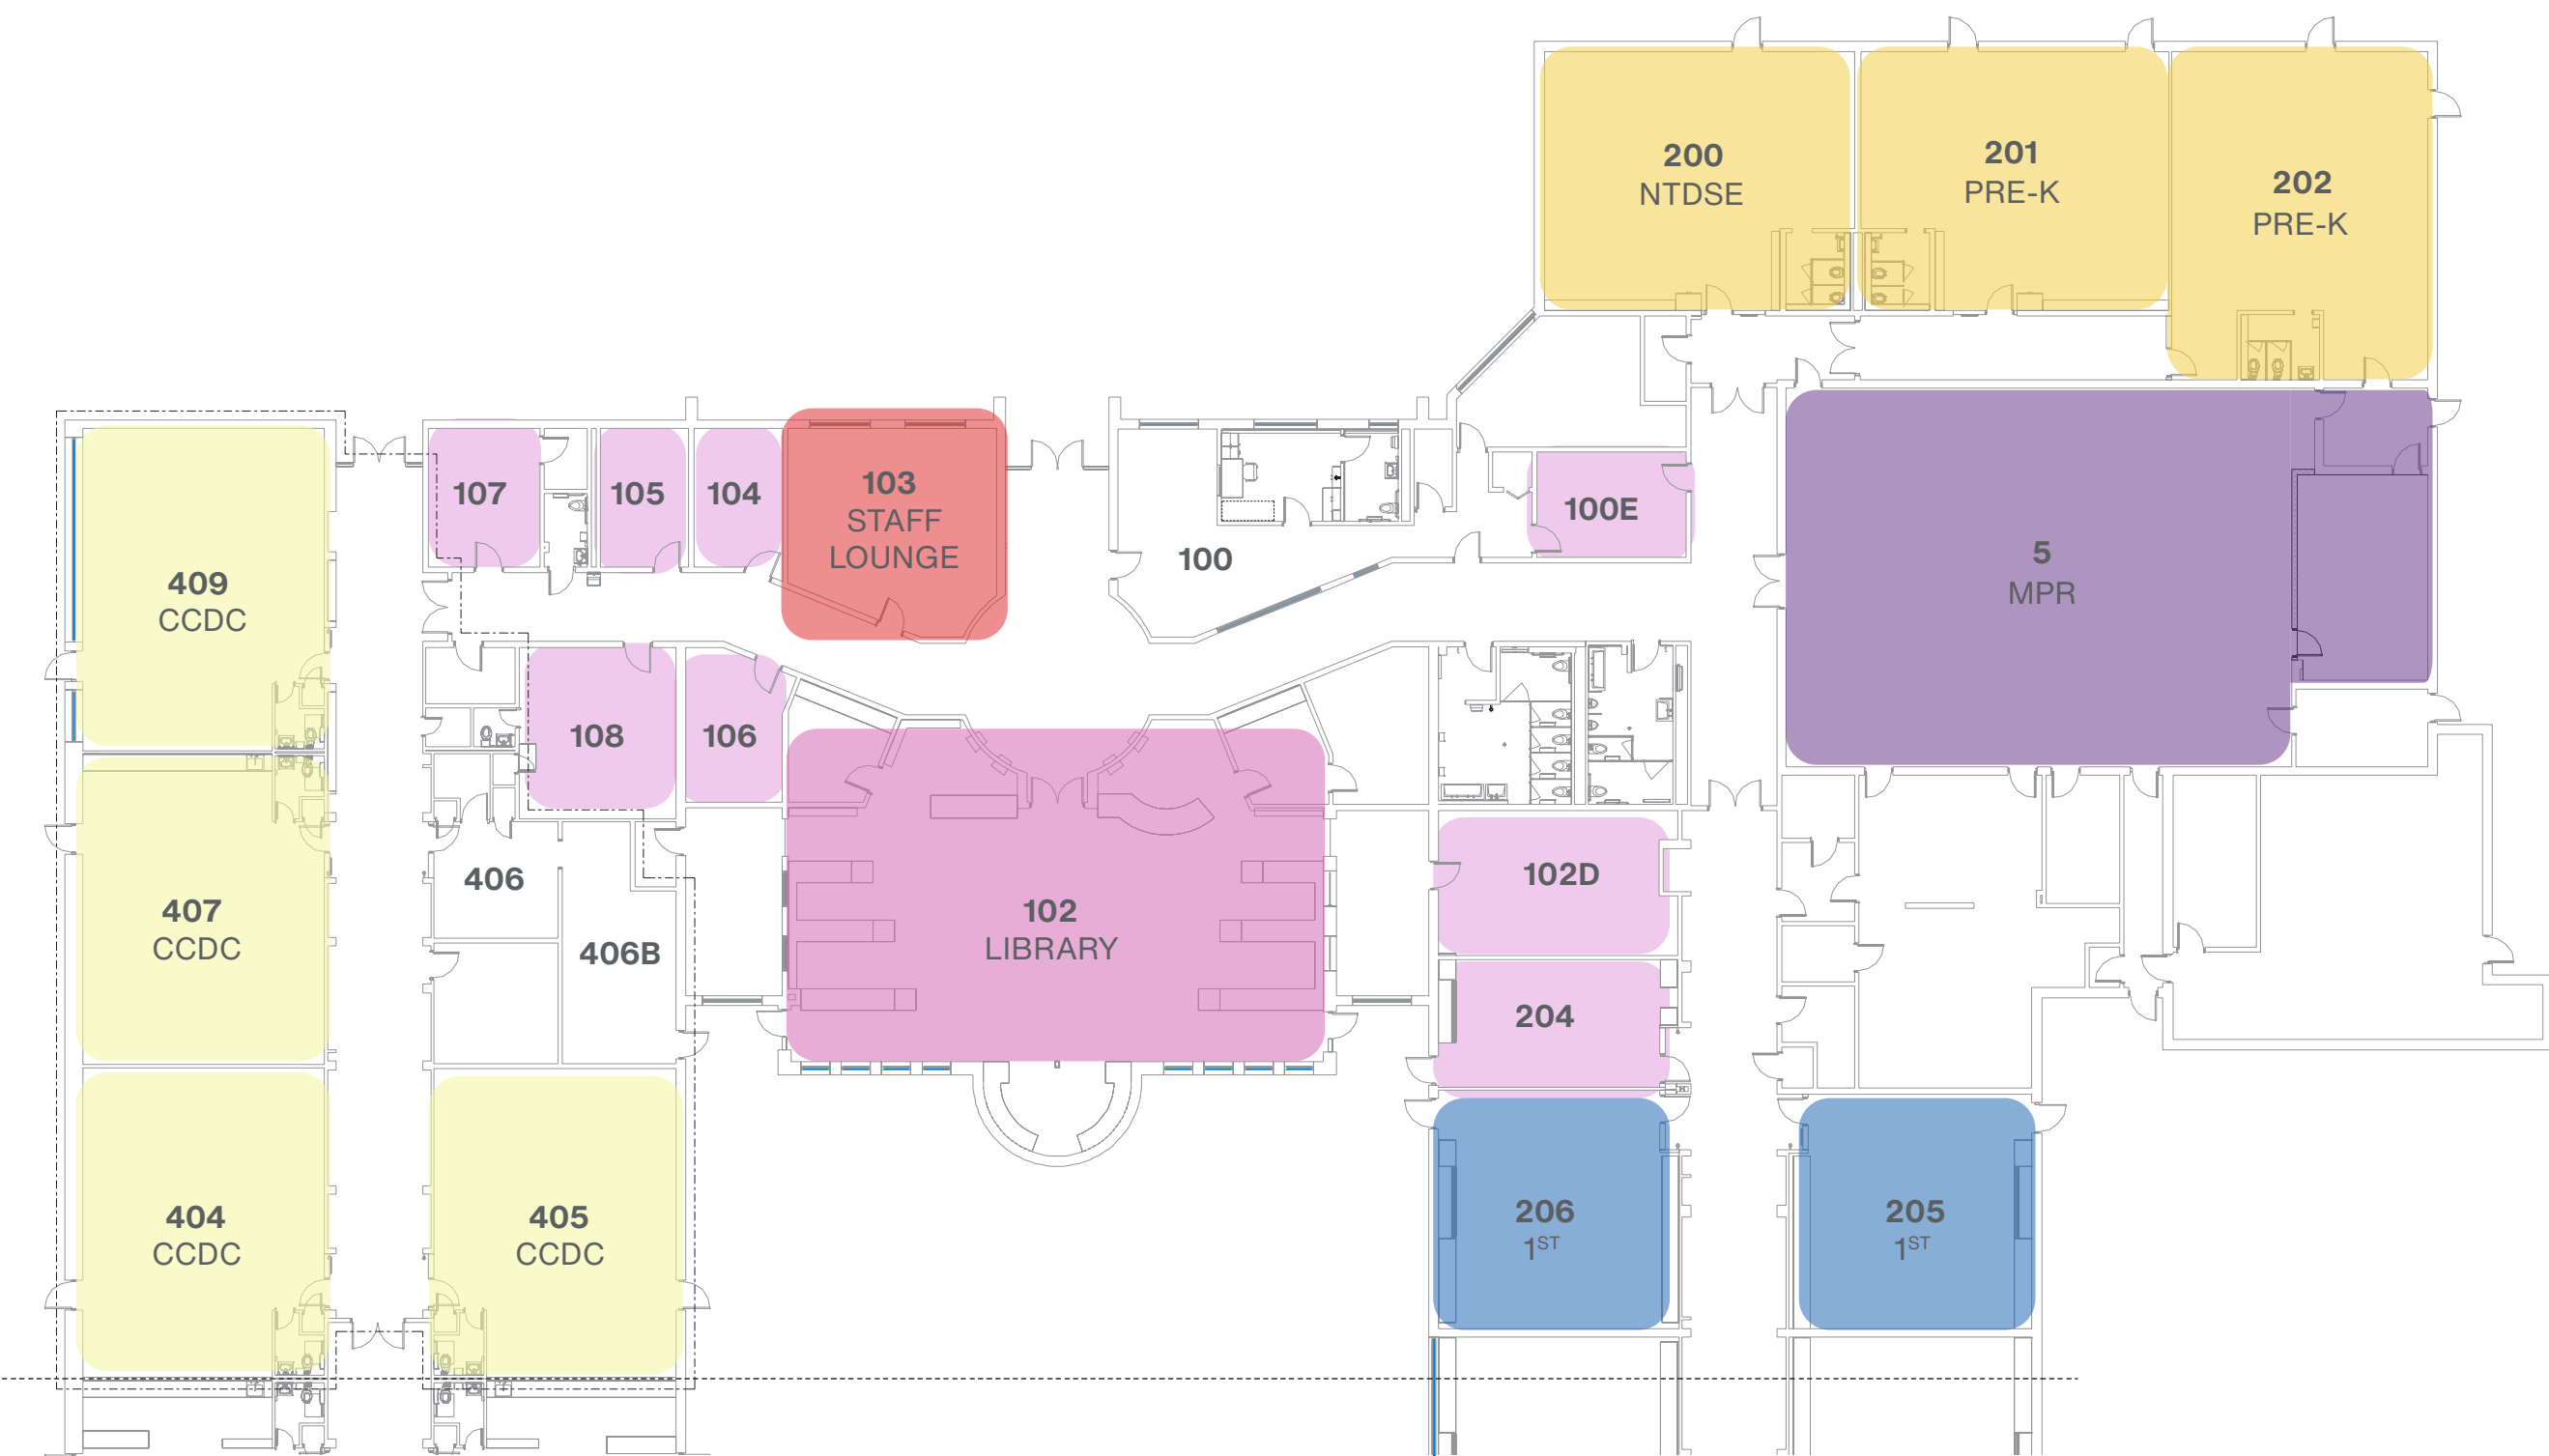 200
NTDSE
201
PRE-K
202
PRE-K
107
105
104
103
STAFF
LOUNGE
100
100E
5
MPR
409
CCDC
108
106
407
CCDC
406
406B
102
LIBRARY
102D
204
404
CCDC
405
CCDC
206
1ST
205
1ST